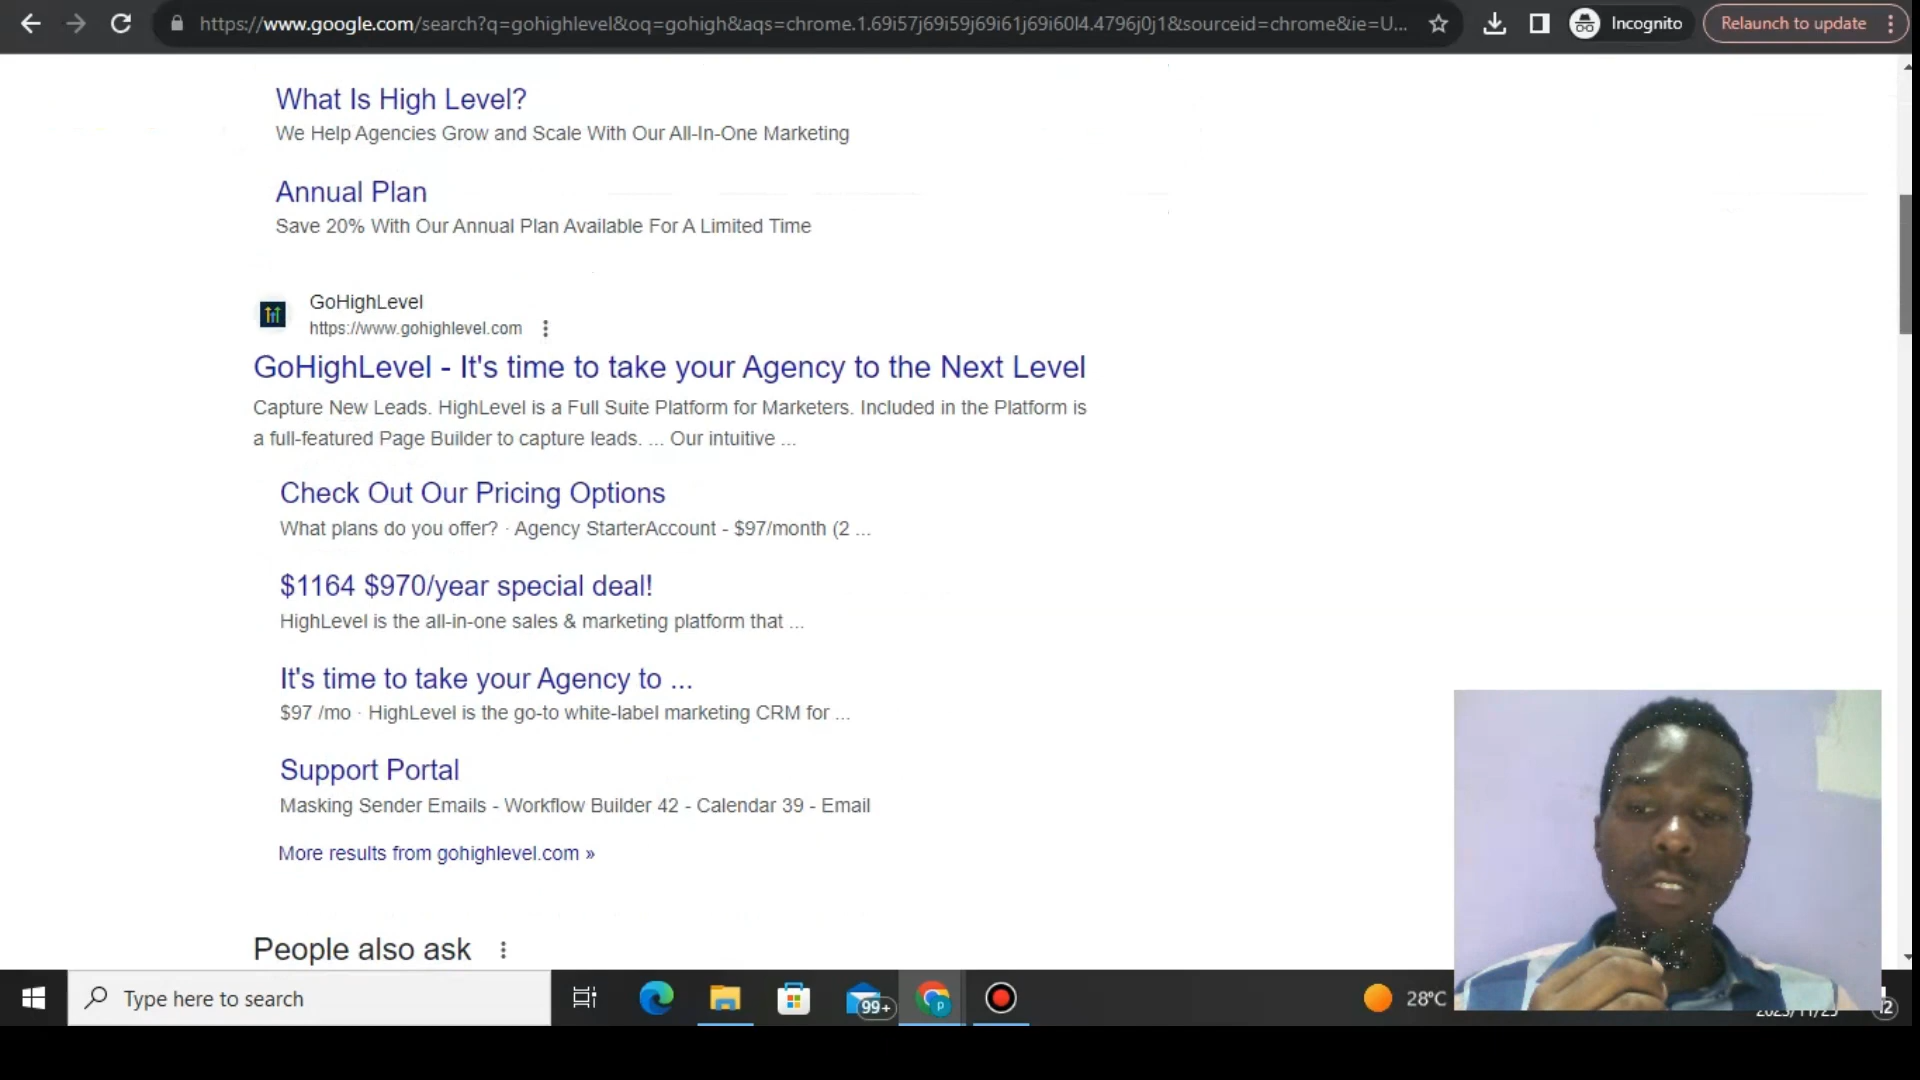 https://www.google.com/search?q=gohighlevel&oq=gohigh&aqs=chrome.1.69i57j69i59j69i61j69i60l4.4796j0j1&sourceid=chrome&ie=U...
Incognito
Relaunch to update
What Is High Level?
We Help Agencies Grow and Scale With Our All-In-One Marketing
Annual Plan
Save 20% With Our Annual Plan Available For A Limited Time
GoHighLevel
https://www.gohighlevel.com
GoHighLevel - It's time to take your Agency to the Next Level
Capture New Leads. HighLevel is a Full Suite Platform for Marketers. Included in the Platform is
a full-featured Page Builder to capture leads. ... Our intuitive ...
Check Out Our Pricing Options
What plans do you offer? · Agency StarterAccount - $97/month (2 ...
$1164 $970/year special deal!
HighLevel is the all-in-one sales & marketing platform that ...
It's time to take your Agency to ...
$97 /mo · HighLevel is the go-to white-label marketing CRM for ...
Support Portal
Masking Sender Emails - Workflow Builder 42 - Calendar 39 - Email
More results from gohighlevel.com »
People also ask
Type here to search
99+
28°C